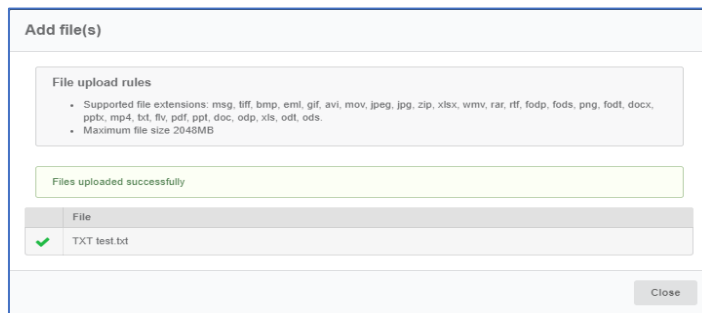 Add file(s)
File upload rules
• Supported file extensions: msg, tiff, bmp, eml, gif, avi, mov, jpeg, jpg, zip, xlsx, wmv, rar, rtf, fodp, fods, png, fodt, docx,
pptx, mp4, txt, flv, pdf, ppt, doc, odp, xls, odt, ods.
• Maximum file size 2048MB
Files uploaded successfully
File
TXT test.txt
Close